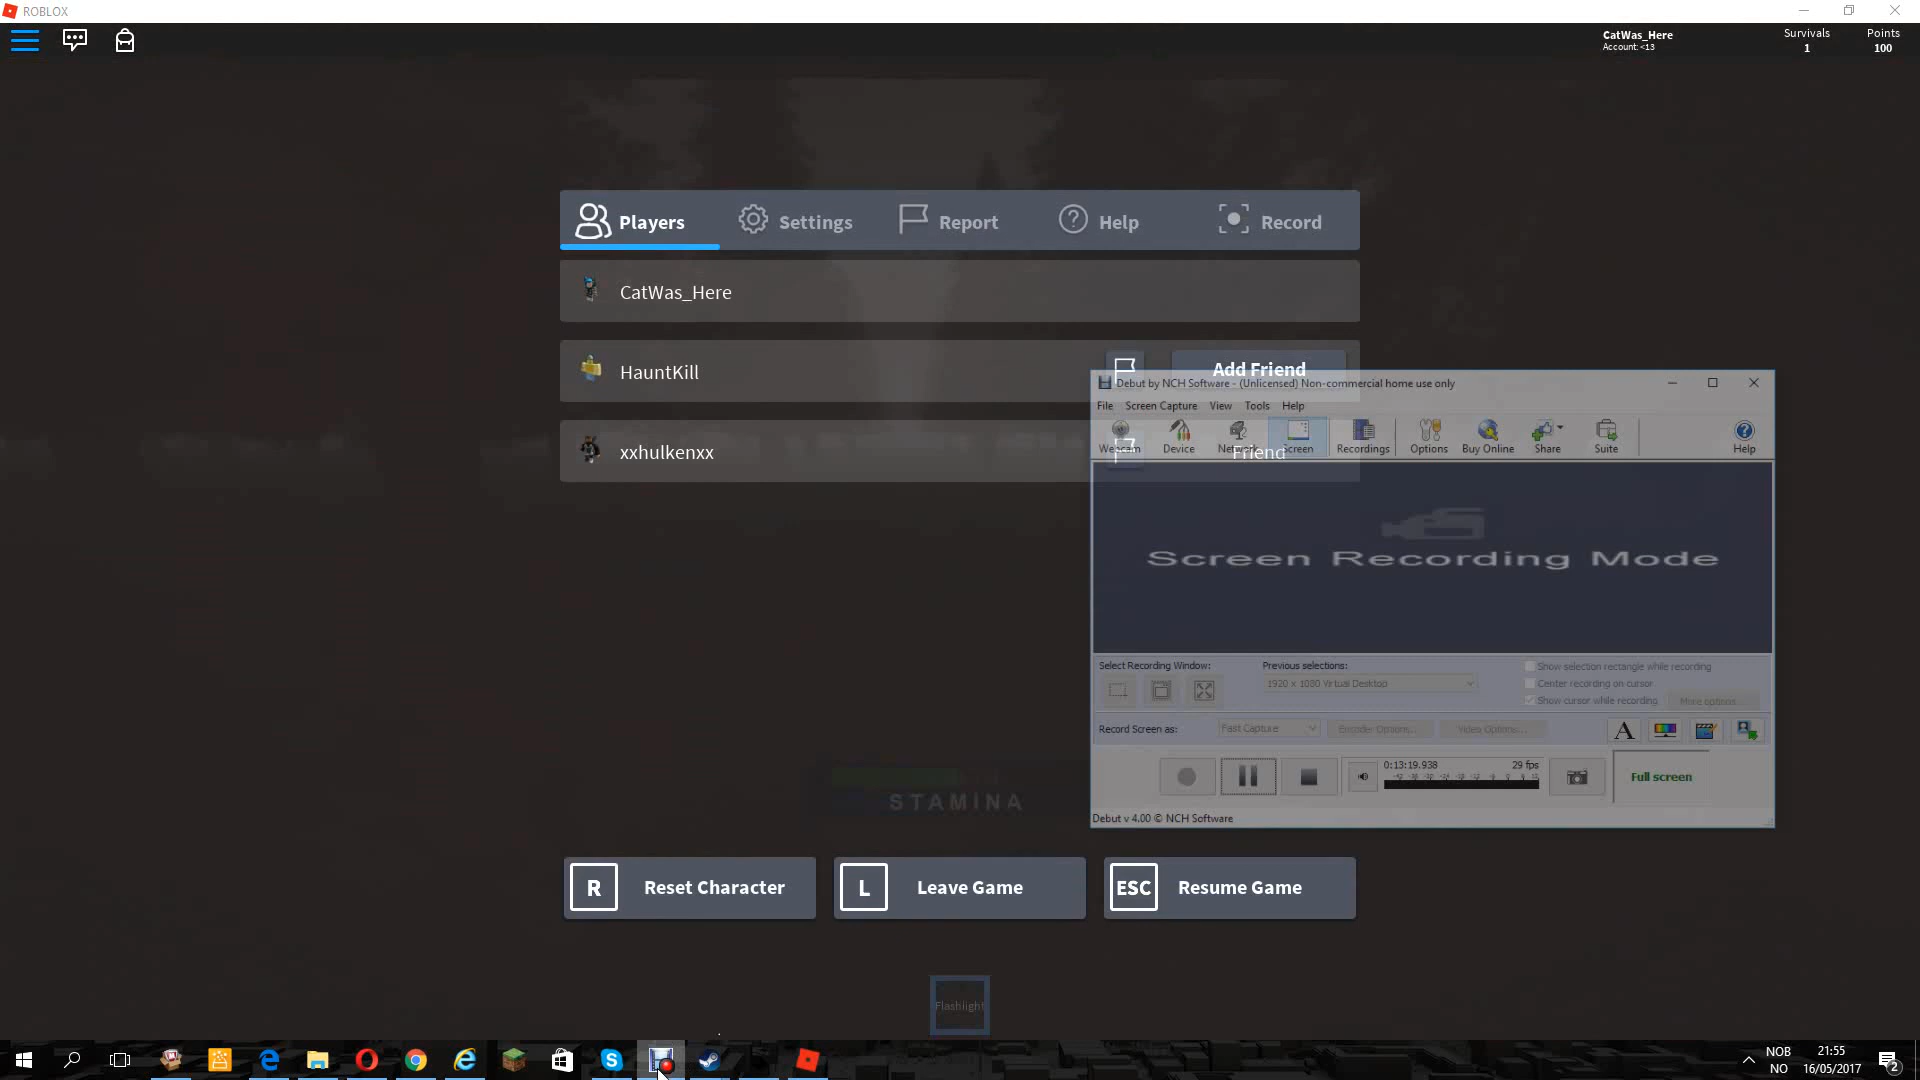 ROBLOX
CatWas_Here
Account: <13
Survivals
1
Points
100
Players
Settings
Report
Help
Record
CatWas_Here
HauntKill
Add Friend
xxhulkenxx
Friend
Debut by NCH Software - (Unlicensed) Non-commercial home use only
File Screen Capture View Tools Help
Webcam Device Network Screen Recordings Options Buy Online Share Suite Help
Screen Recording Mode
Select Recording Window:
Previous selections:
1920 x 1080 Virtual Desktop
Show selection rectangle while recording
Center recording on cursor
Show cursor while recording
More options...
Record Screen as:
Fast Capture
Encoder Options...
Video Options...
A
0:13:19.938
29 fps
Full screen
Debut v 4.00 © NCH Software
STAMINA
R Reset Character
L Leave Game
ESC Resume Game
Flashlight
NOB
NO
21:55
16/05/2017
2